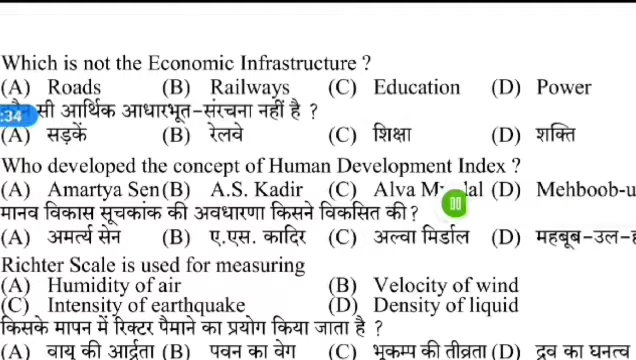 Which is not the Economic Infrastructure ?
(A) Roads (B) Railways (C) Education (D) Power
:34 सी आर्थिक आधारभूत-संरचना नहीं है ?
(A) सड़कें (B) रेलवे (C) शिक्षा (D) शक्ति
Who developed the concept of Human Development Index ?
(A) Amartya Sen (B) A.S. Kadir (C) Alva (D)
मानव विकास सूचकांक की अवधारणा किसने विकसित की ?
(A) अमर्त्य सेन (B) ए.एस. कादिर (C) अल्वा मिर्डाल (D)
Richter Scale is used for measuring
(A) Humidity of air (B) Velocity of wind
(C) Intensity of earthquake (D) Density of liquid
किसके मापन में रिक्टर पैमाने का प्रयोग किया जाता है ?
(A) वायु की आर्द्रता (B) पवन का वेग (C) भूकम्प की तीव्रता (D) द्रव का घनत्व